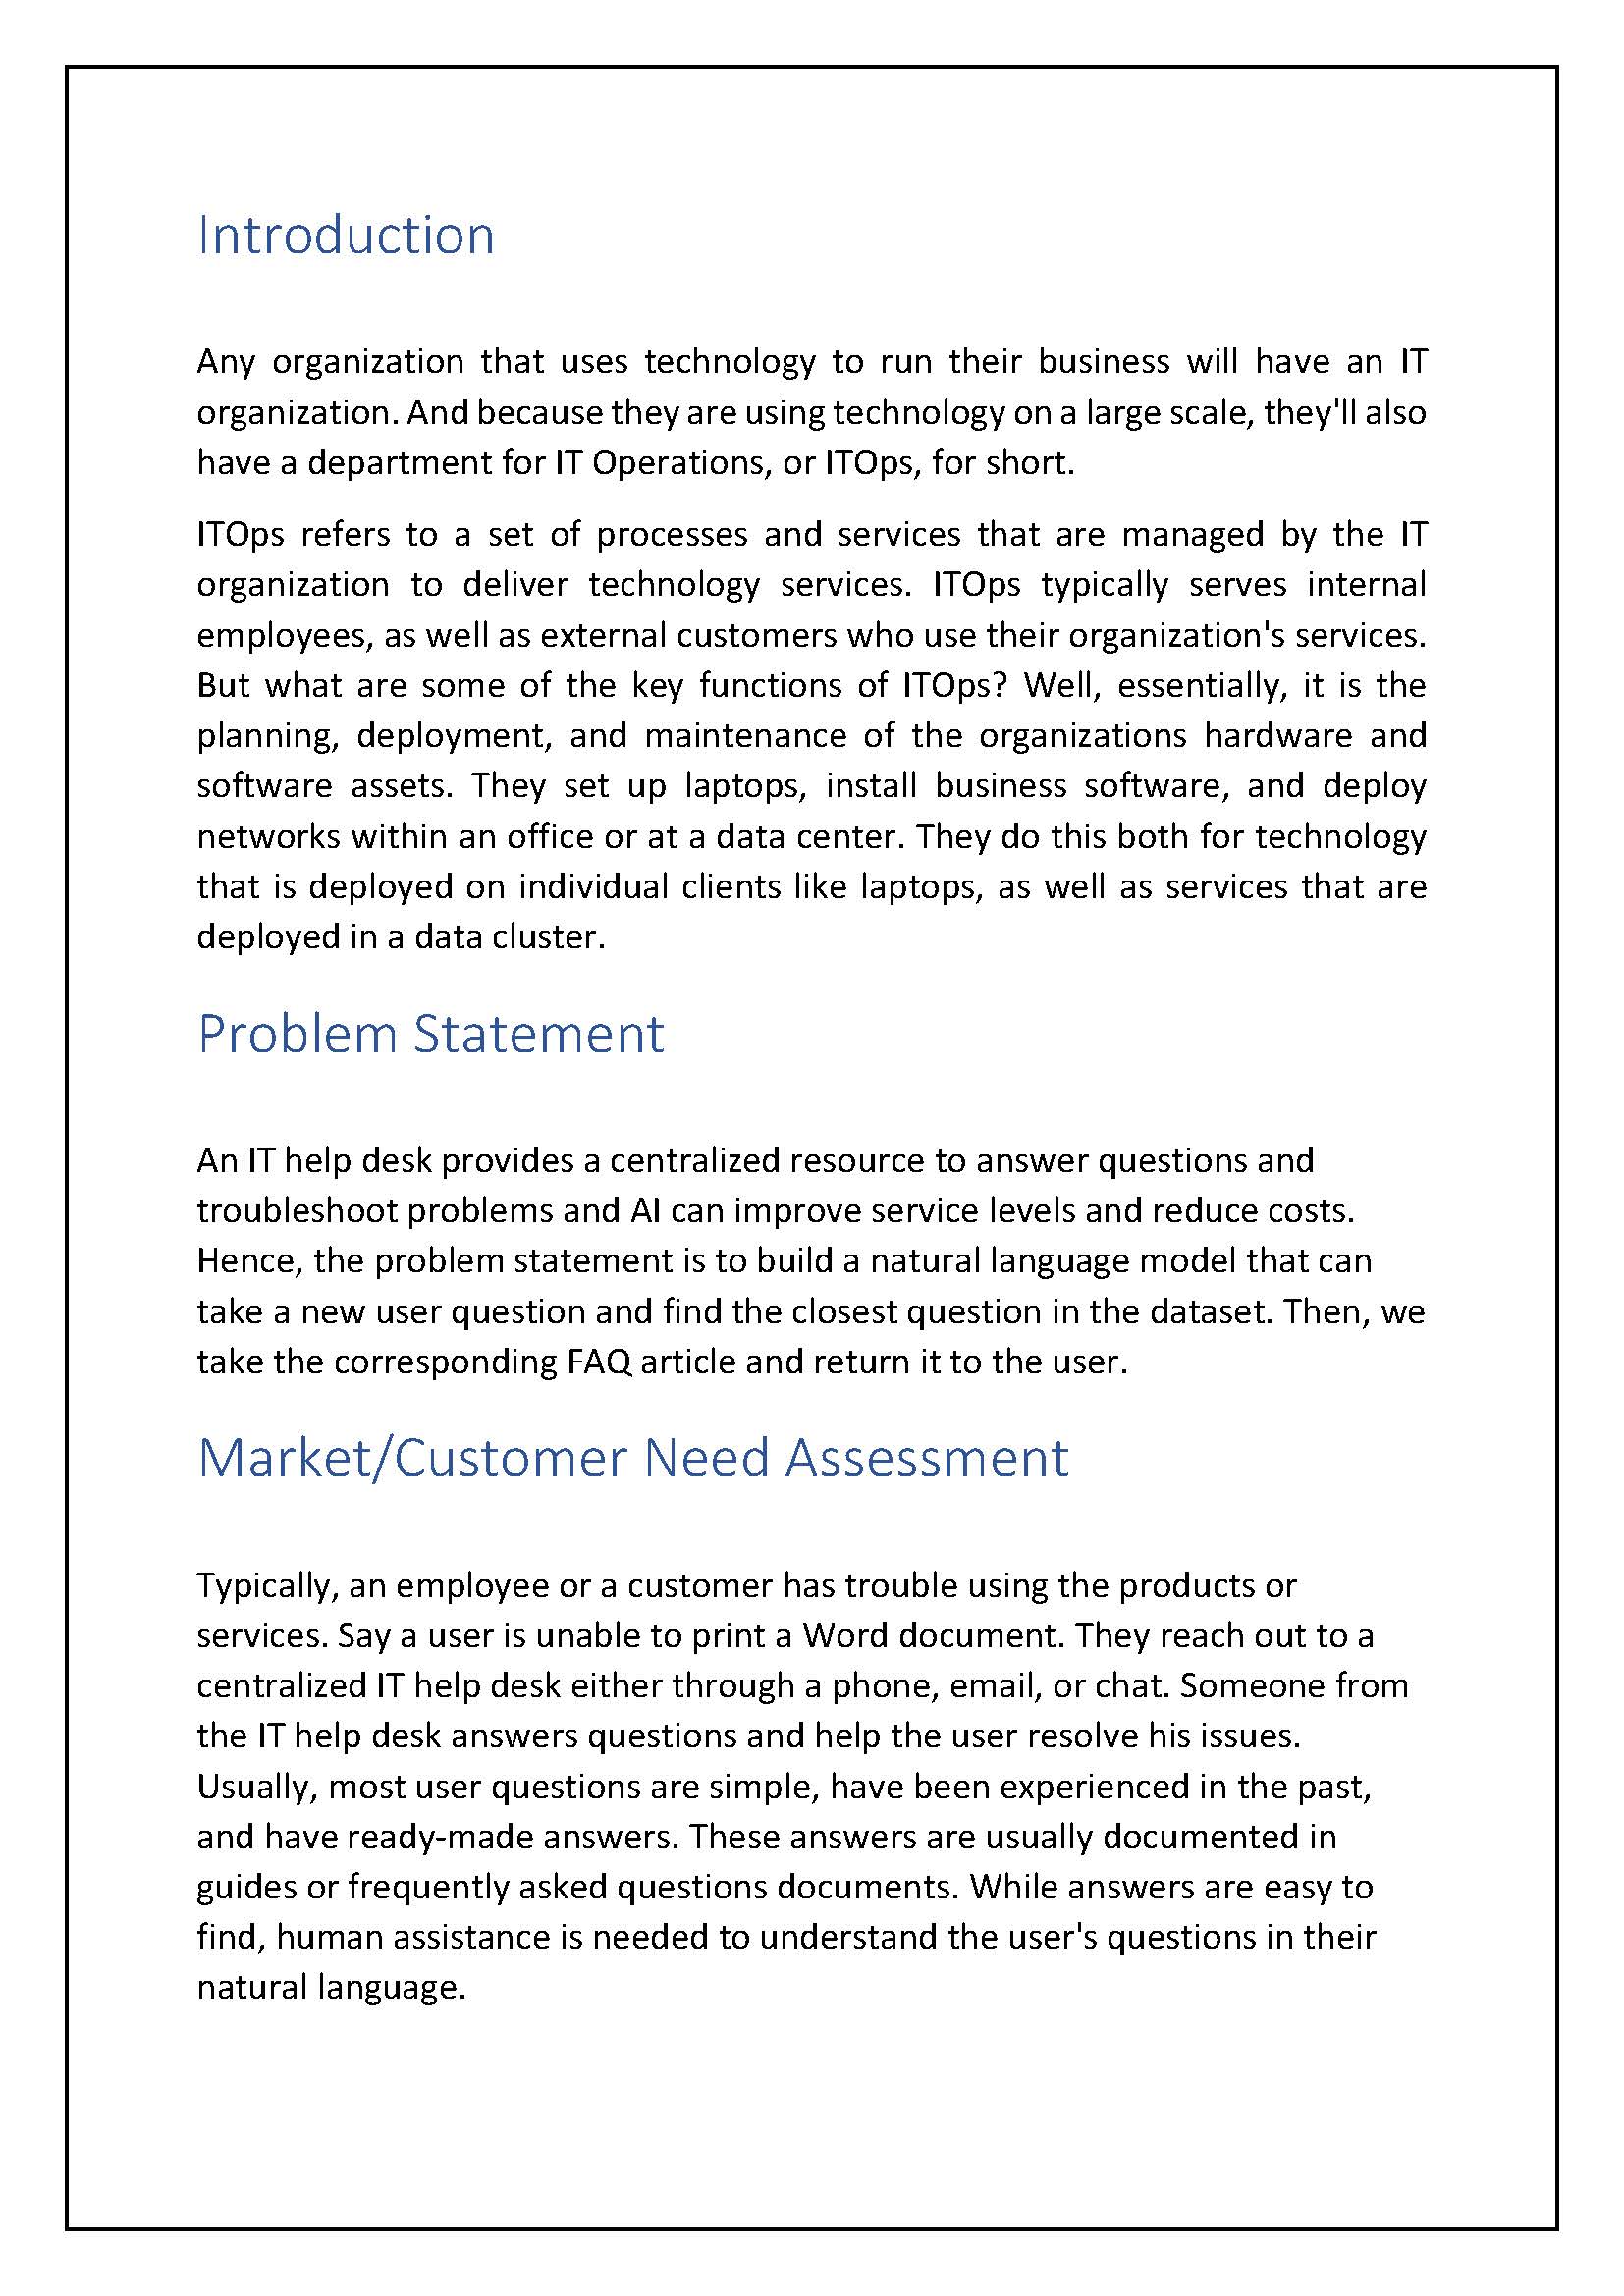 Introduction
Any organization that uses technology to run their business will have an IT
organization. And because they are using technology on a large scale, they'll also
have a department for IT Operations, or ITOps, for short.
ITOps refers to a set of processes and services that are managed by the IT
organization to deliver technology services. ITOps typically serves internal
employees, as well as external customers who use their organization's services.
But what are some of the key functions of ITOps? Well, essentially, it is the
planning, deployment, and maintenance of the organizations hardware and
software assets. They set up laptops, install business software, and deploy
networks within an office or at a data center. They do this both for technology
that is deployed on individual clients like laptops, as well as services that are
deployed in a data cluster.
Problem Statement
An IT help desk provides a centralized resource to answer questions and
troubleshoot problems and AI can improve service levels and reduce costs.
Hence, the problem statement is to build a natural language model that can
take a new user question and find the closest question in the dataset. Then, we
take the corresponding FAQ article and return it to the user.
Market/Customer Need Assessment
Typically, an employee or a customer has trouble using the products or
services. Say a user is unable to print a Word document. They reach out to a
centralized IT help desk either through a phone, email, or chat. Someone from
the IT help desk answers questions and help the user resolve his issues.
Usually, most user questions are simple, have been experienced in the past,
and have ready-made answers. These answers are usually documented in
guides or frequently asked questions documents. While answers are easy to
find, human assistance is needed to understand the user's questions in their
natural language.